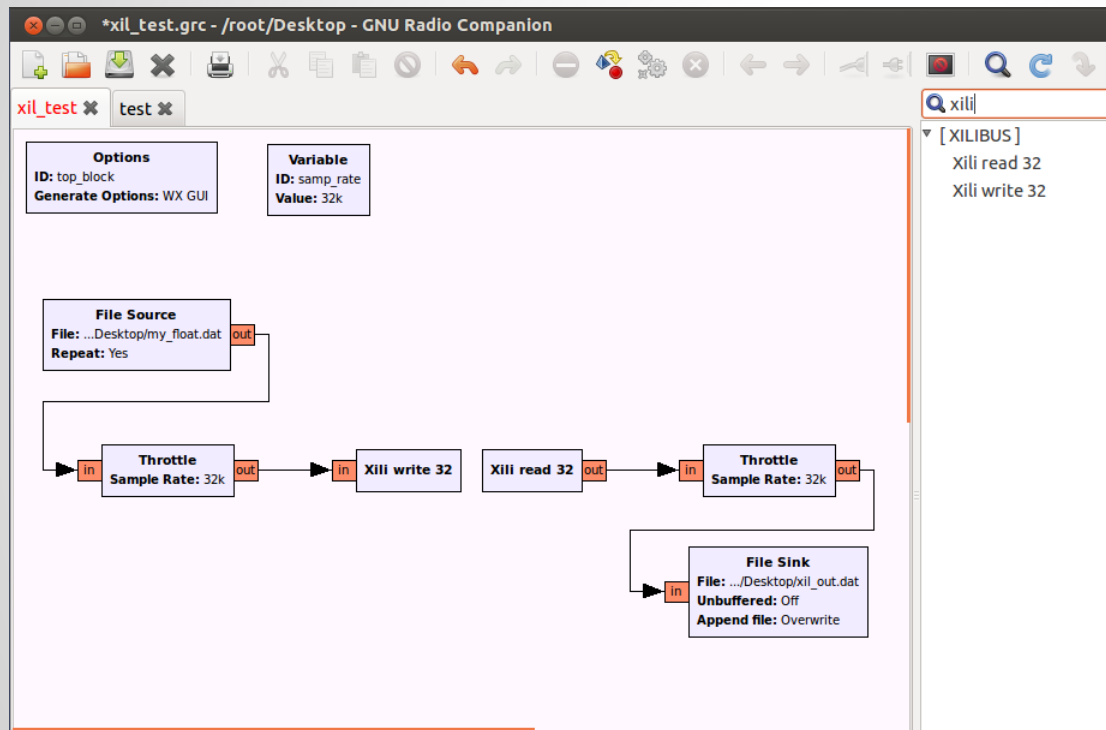 *xil_test.grc - /root/Desktop - GNU Radio Companion
xil_test
test
xili
[ XILIBUS ]
Xili read 32
Xili write 32
Options
ID: top_block
Generate Options: WX GUI
Variable
ID: samp_rate
Value: 32k
File Source
File: ...Desktop/my_float.dat
Repeat: Yes
out
in
Throttle
Sample Rate: 32k
out
in
Xili write 32
Xili read 32
out
in
Throttle
Sample Rate: 32k
out
in
File Sink
File: .../Desktop/xil_out.dat
Unbuffered: Off
Append file: Overwrite